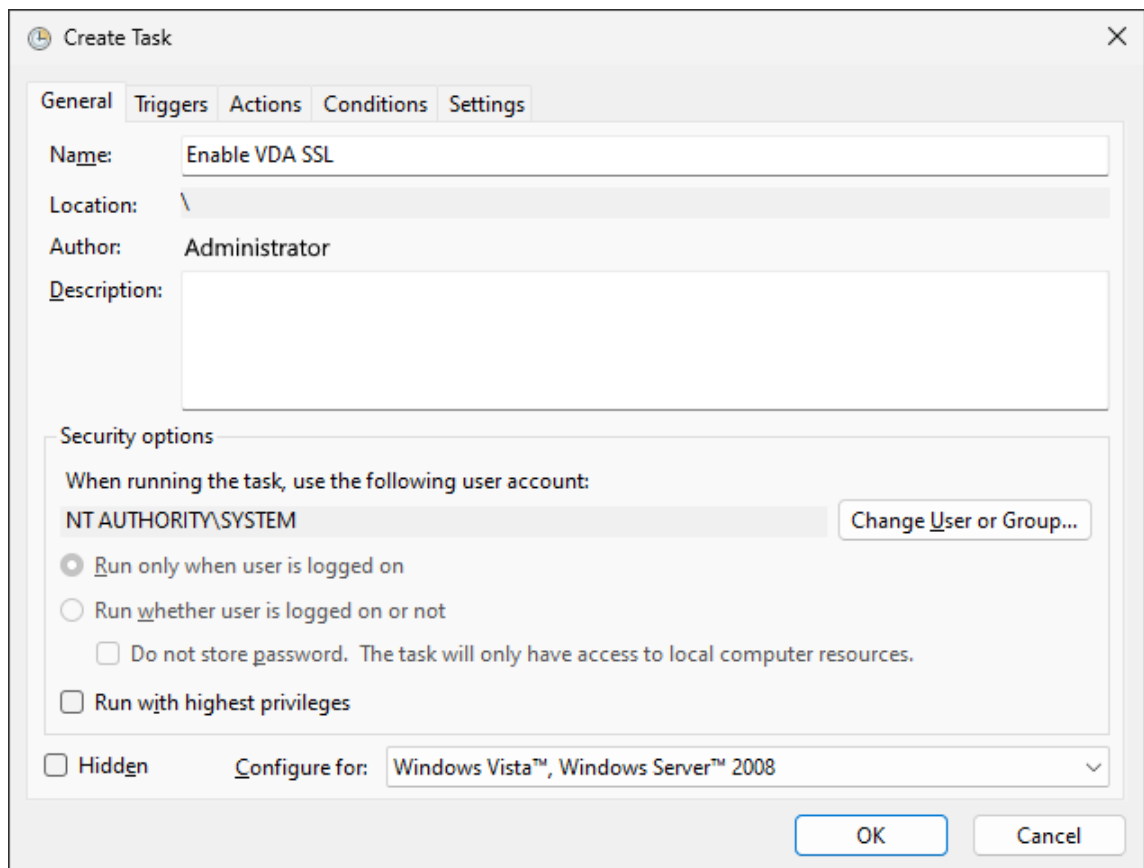 Create Task
General Triggers Actions Conditions Settings
Name: Enable VDA SSL
Location: \
Author: Administrator
Description:
Security options
When running the task, use the following user account:
NT AUTHORITY\SYSTEM Change User or Group...
Run only when user is logged on
Run whether user is logged on or not
Do not store password. The task will only have access to local computer resources.
Run with highest privileges
Hidden Configure for: Windows Vista™, Windows Server™ 2008
OK Cancel